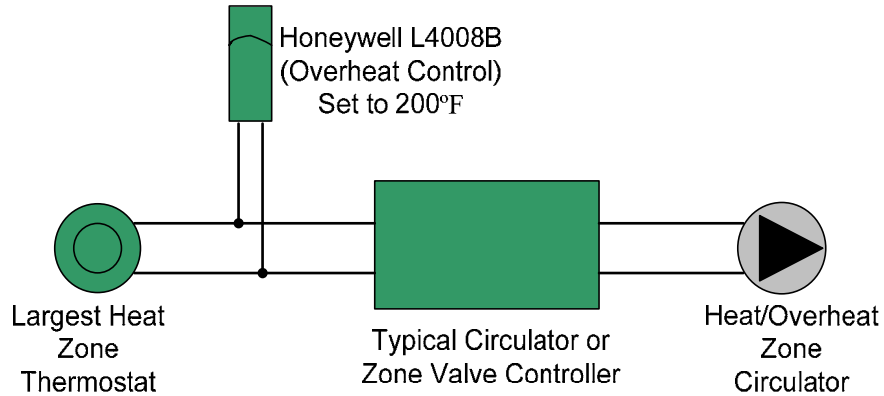 Honeywell L4008B
(Overheat Control)
Set to 200°F
Largest Heat
Zone
Thermostat
Typical Circulator or
Zone Valve Controller
Heat/Overheat
Zone
Circulator